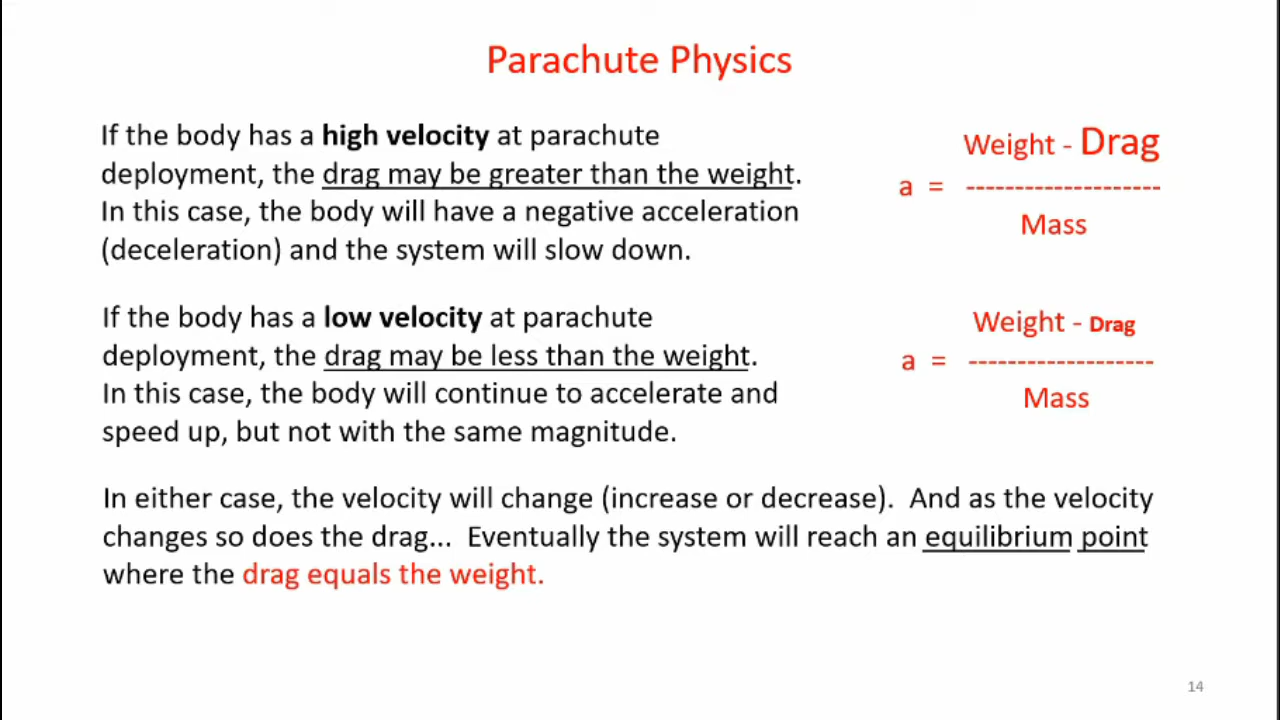 Parachute Physics
If the body has a high velocity at parachute
deployment, the drag may be greater than the weight.
In this case, the body will have a negative acceleration
(deceleration) and the system will slow down.
Weight - Drag
a = --------------------
Mass
If the body has a low velocity at parachute
deployment, the drag may be less than the weight.
In this case, the body will continue to accelerate and
speed up, but not with the same magnitude.
Weight - Drag
a = -------------------
Mass
In either case, the velocity will change (increase or decrease). And as the velocity
changes so does the drag... Eventually the system will reach an equilibrium point
where the drag equals the weight.
14